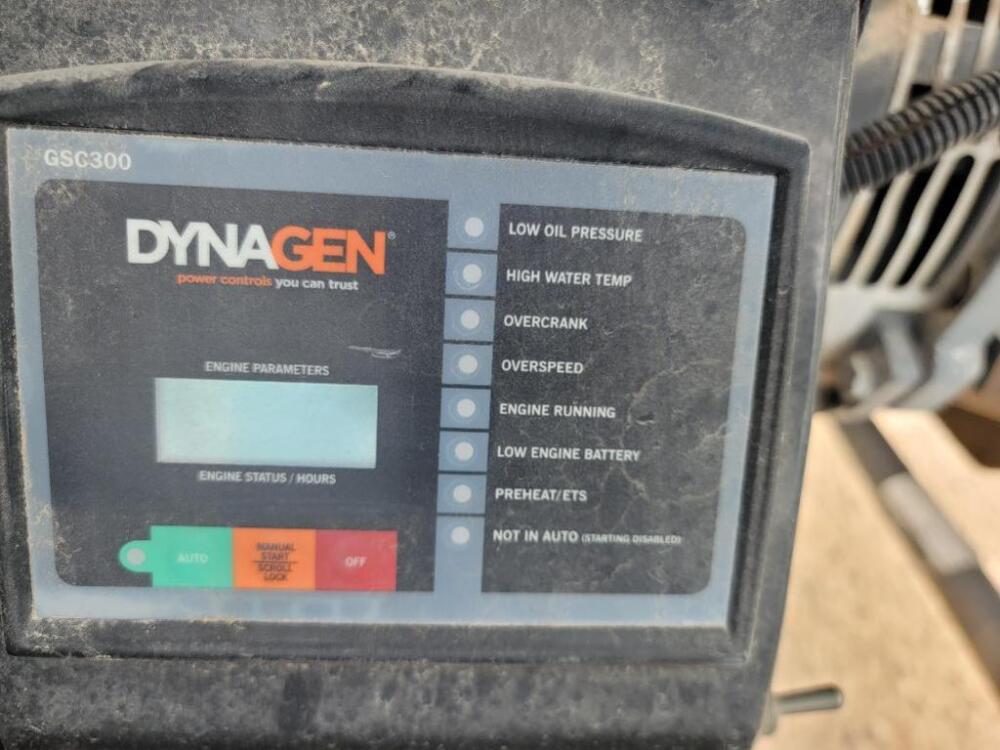 GSC300
DYNAGEN®
power controls you can trust
ENGINE PARAMETERS
ENGINE STATUS / HOURS
AUTO
MANUAL
START
SCROLL
LOCK
OFF
LOW OIL PRESSURE
HIGH WATER TEMP
OVERCRANK
OVERSPEED
ENGINE RUNNING
LOW ENGINE BATTERY
PREHEAT/ETS
NOT IN AUTO (STARTING DISABLED)